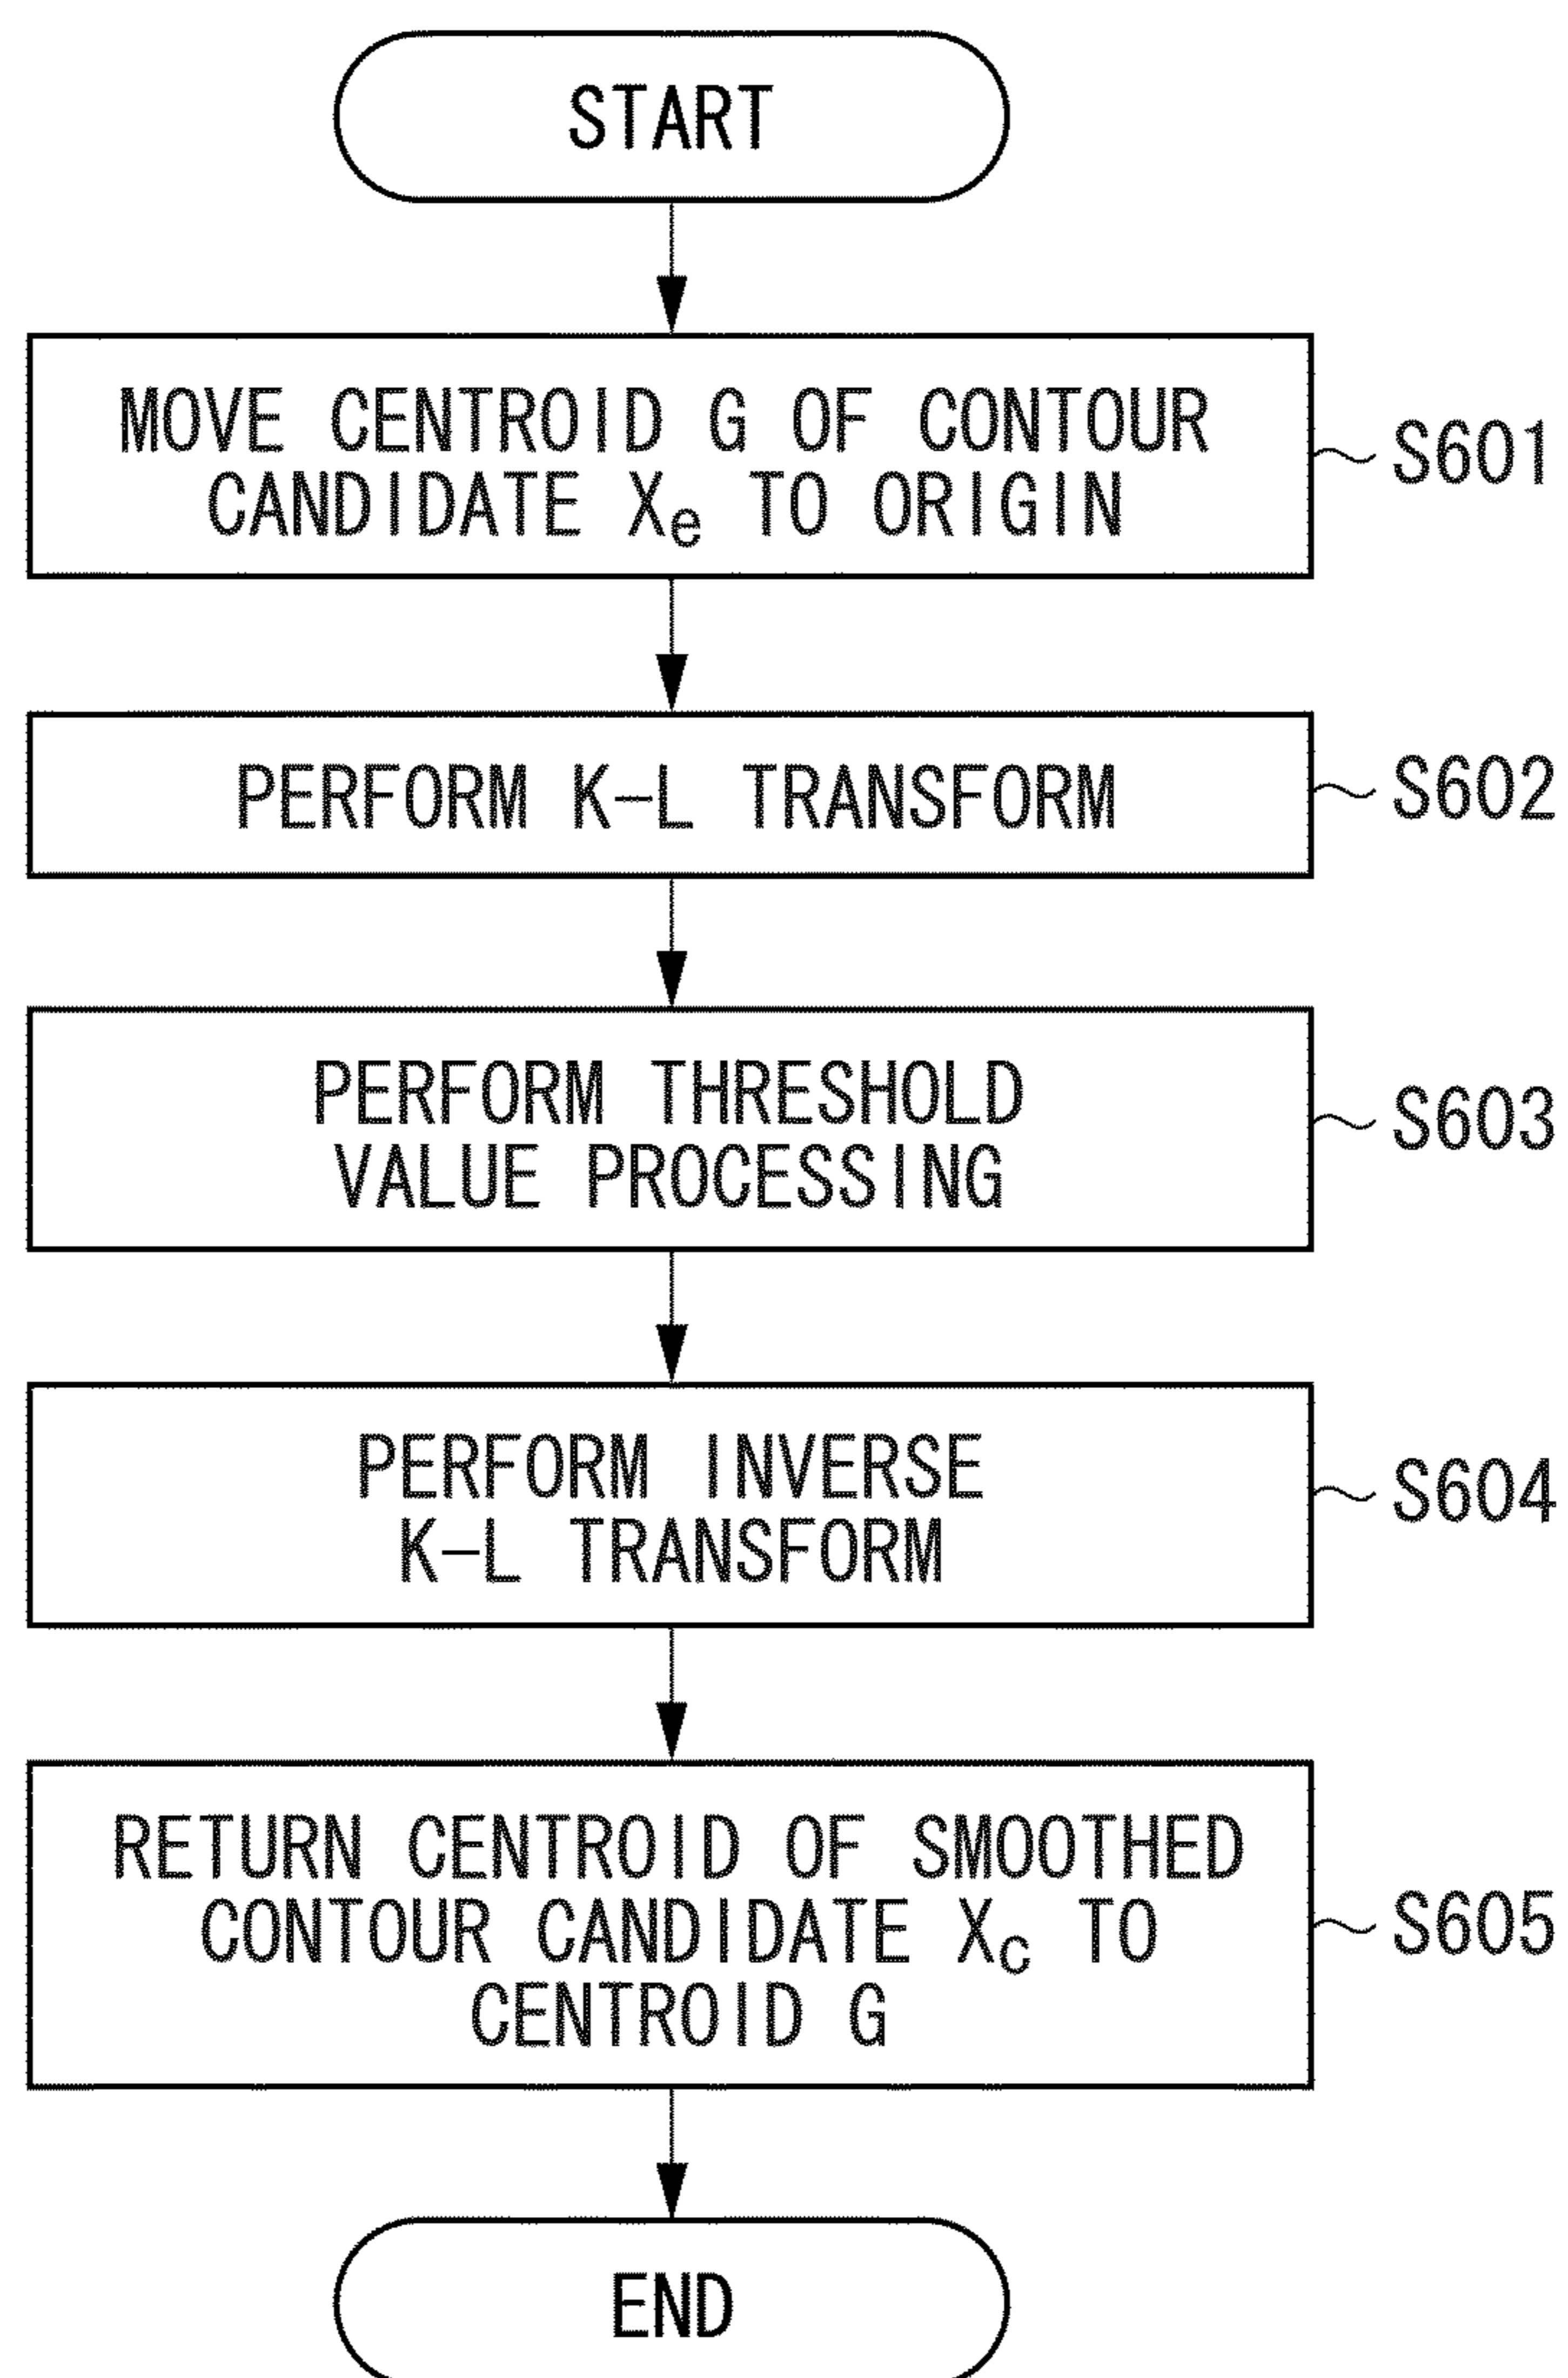 START
MOVE CENTROID G OF CONTOUR
CANDIDATE Xe TO ORIGIN
S601
PERFORM K-L TRANSFORM
S602
PERFORM THRESHOLD
VALUE PROCESSING
S603
PERFORM INVERSE
K-L TRANSFORM
S604
RETURN CENTROID OF SMOOTHED
CONTOUR CANDIDATE Xc TO
CENTROID G
S605
END